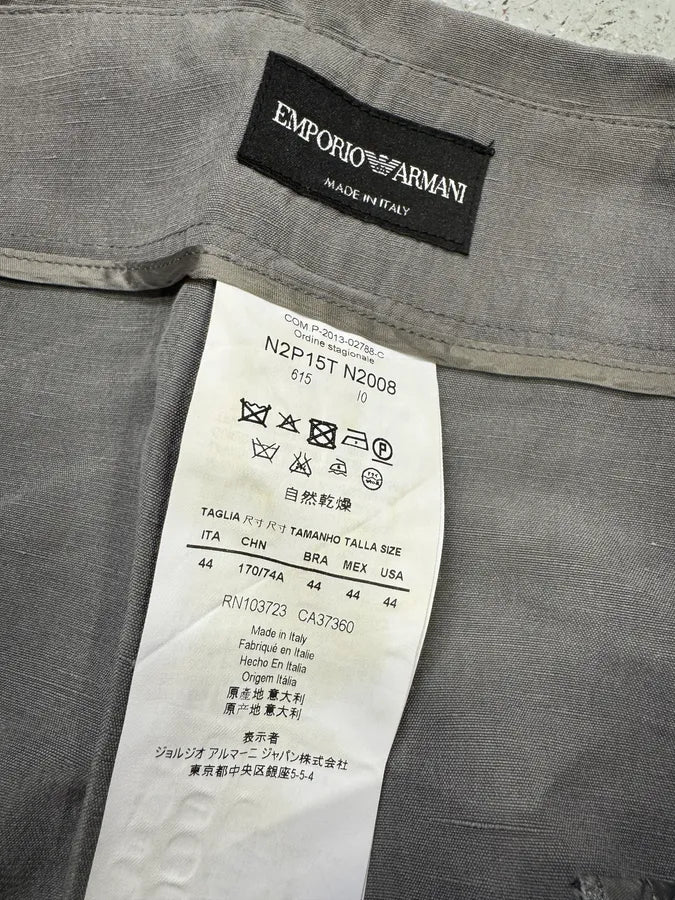 EMPORIO ARMANI
MADE IN ITALY
COM.P-2013-02788-C
Ordine stagionale
N2P15T N2008
615 10
P
自然乾燥
TAGLIA 尺寸 尺寸 TAMANHO TALLA SIZE
ITA CHN BRA MEX USA
44 170/74A 44 44 44
RN103723 CA37360
Made in Italy
Fabriqué en Italie
Hecho En Italia
Origem Itália
原產地 意大利
原产地 意大利
表示者
ジョルジオ アルマーニ ジャパン株式会社
東京都中央区銀座5-5-4